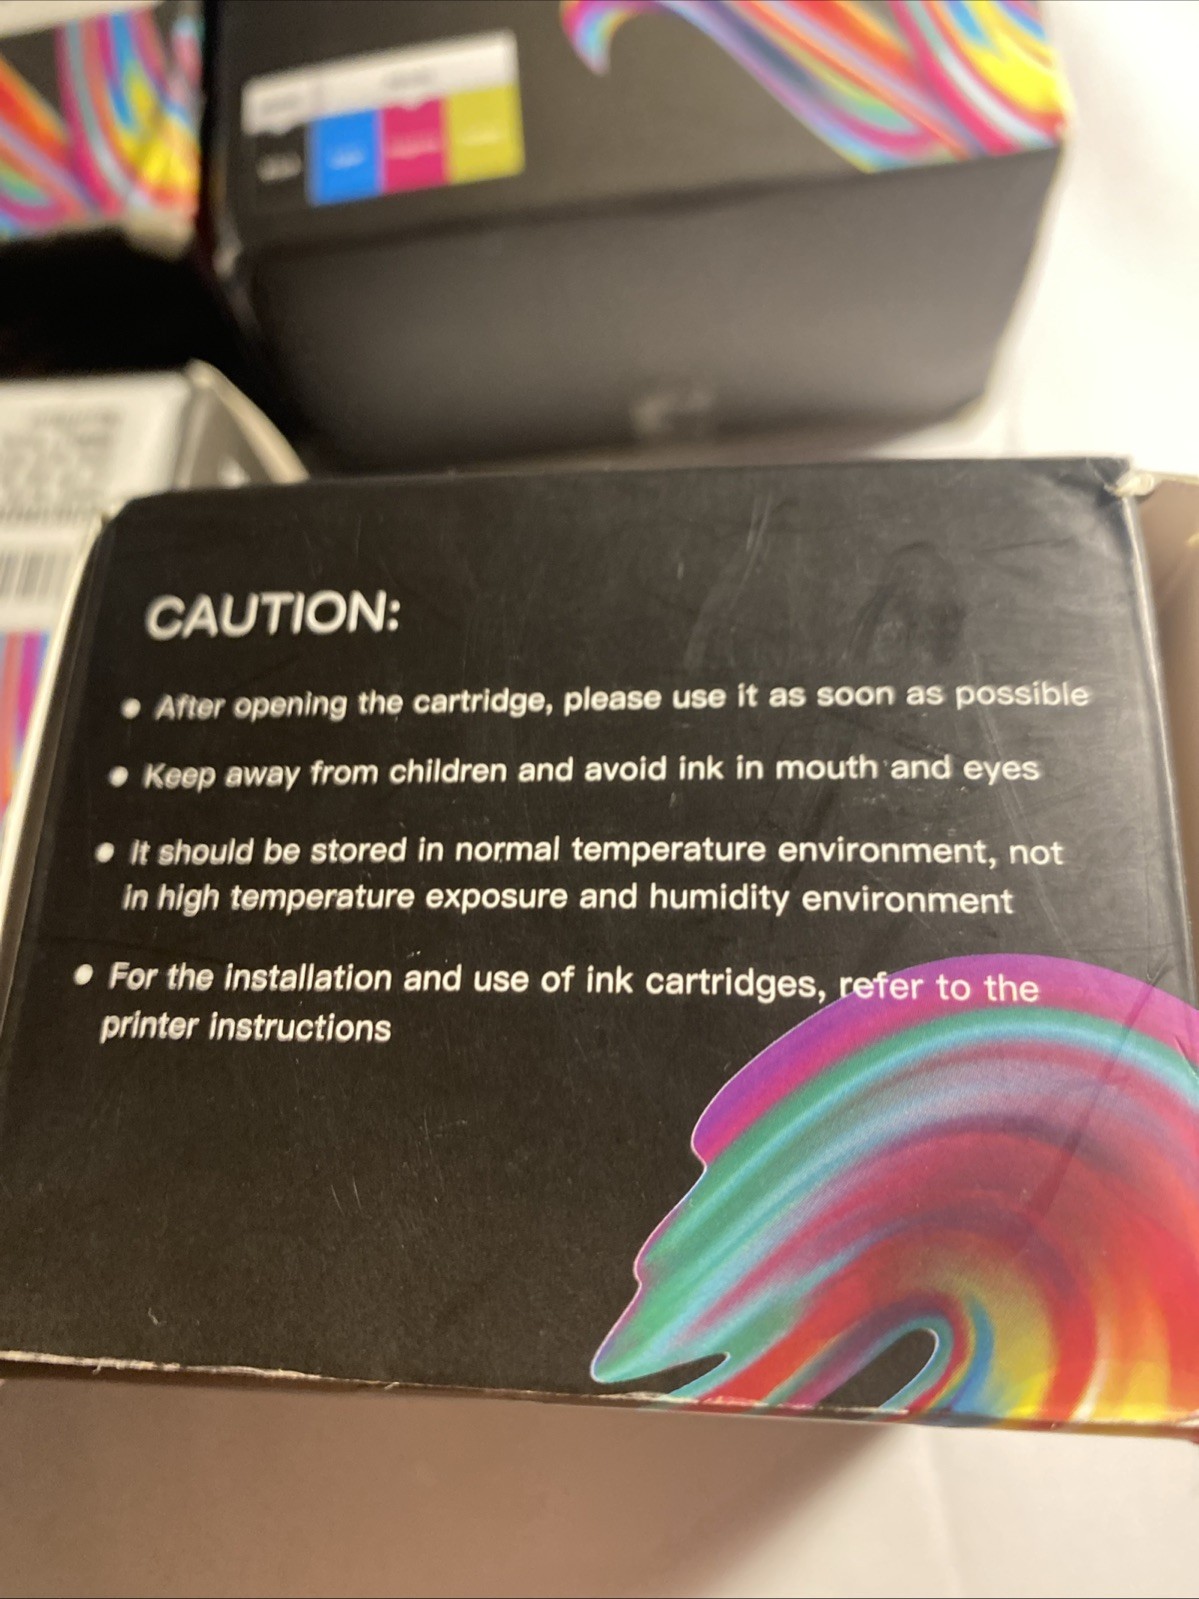 CAUTION:
• After opening the cartridge, please use it as soon as possible
• Keep away from children and avoid ink in mouth and eyes
• It should be stored in normal temperature environment, not
in high temperature exposure and humidity environment
• For the installation and use of ink cartridges, refer to the
printer instructions